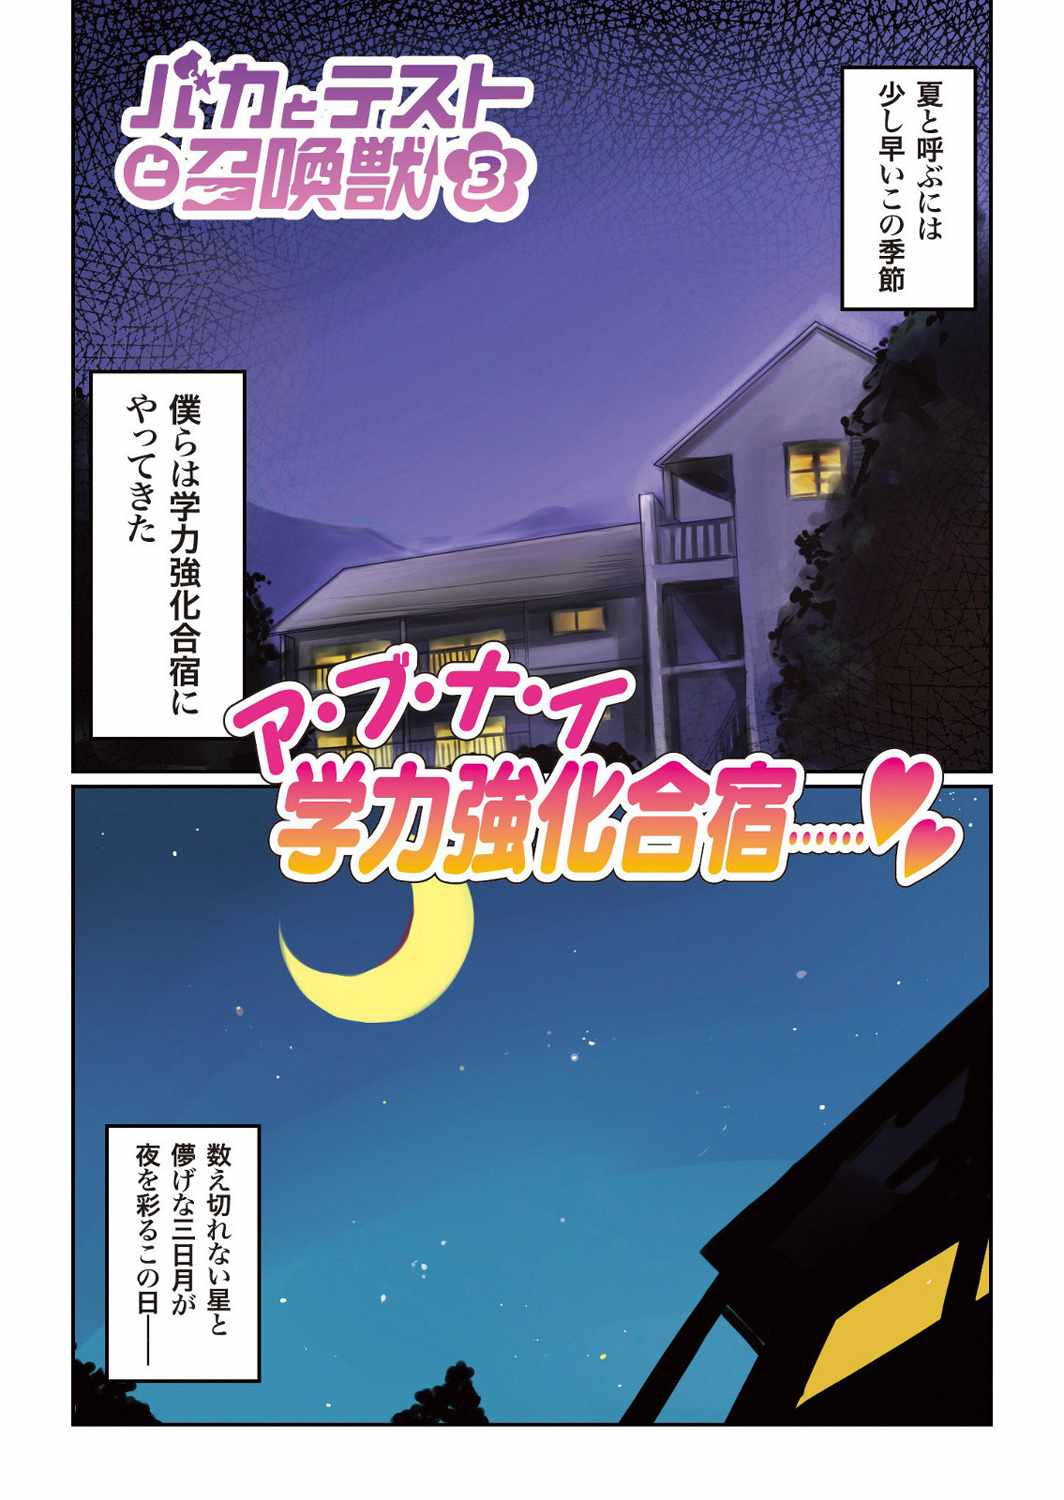 バカとテスト
と召喚獣3
夏と呼ぶには
少し早いこの季節
僕らは学力強化合宿に
やってきた
ア・ブ・ナ・イ
学力強化合宿……♥♥
数え切れない星と
儚げな三日月が
夜を彩るこの日――